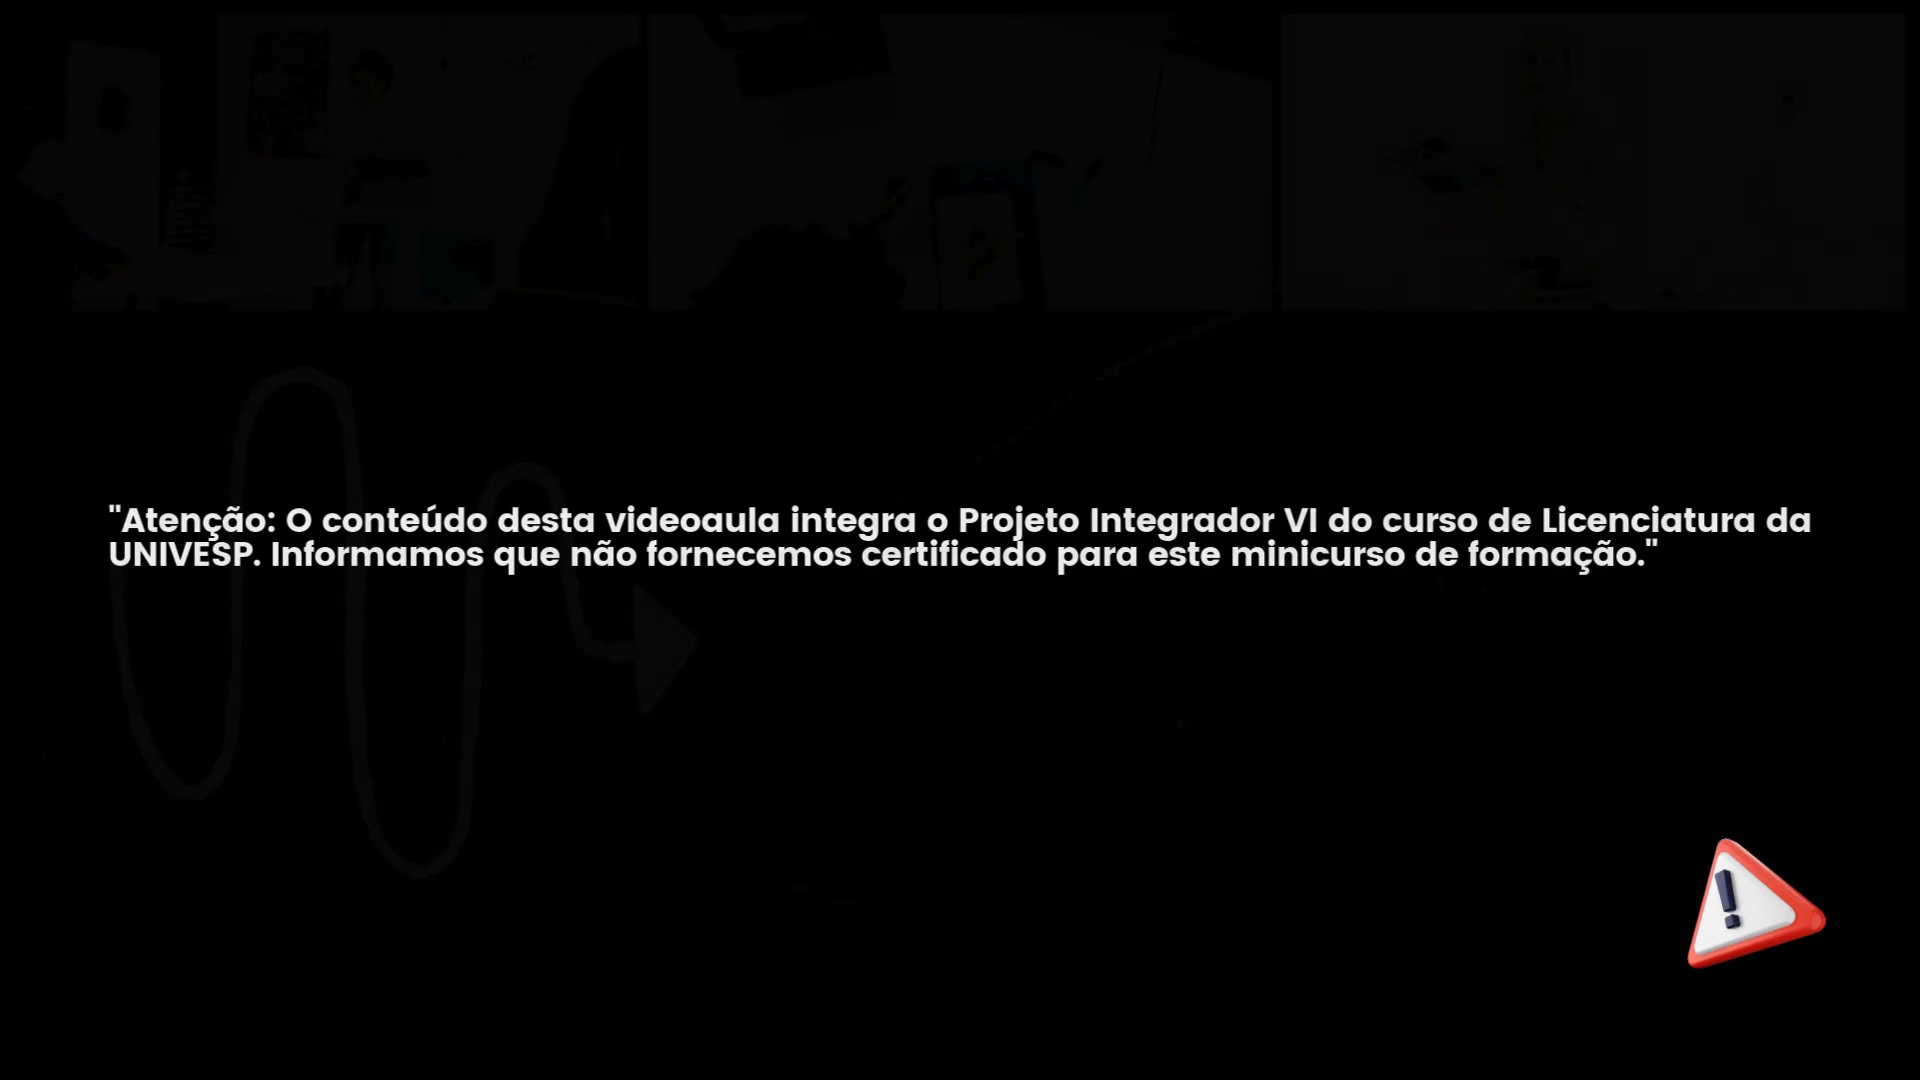 "Atenção: O conteúdo desta videoaula integra o Projeto Integrador VI do curso de Licenciatura da
UNIVESP. Informamos que não fornecemos certificado para este minicurso de formação."